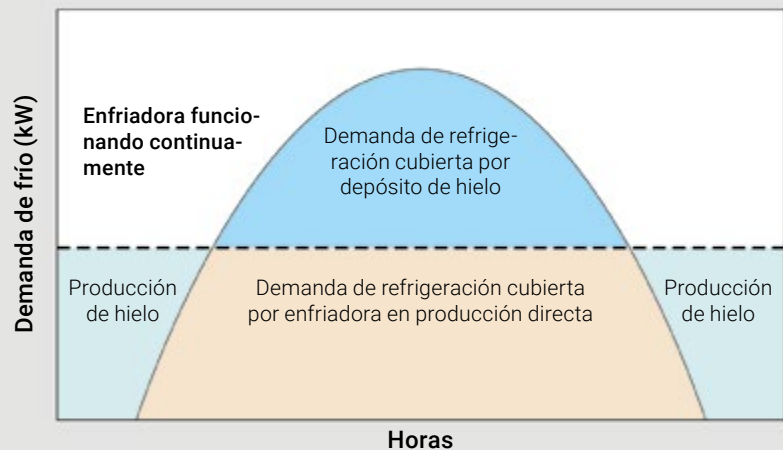 Demanda de frío (kW)
Enfriadora funcio-
nando continua-
mente
Demanda de refrige-
ración cubierta por
depósito de hielo
Producción
de hielo
Demanda de refrigeración cubierta
por enfriadora en producción directa
Producción
de hielo
Horas